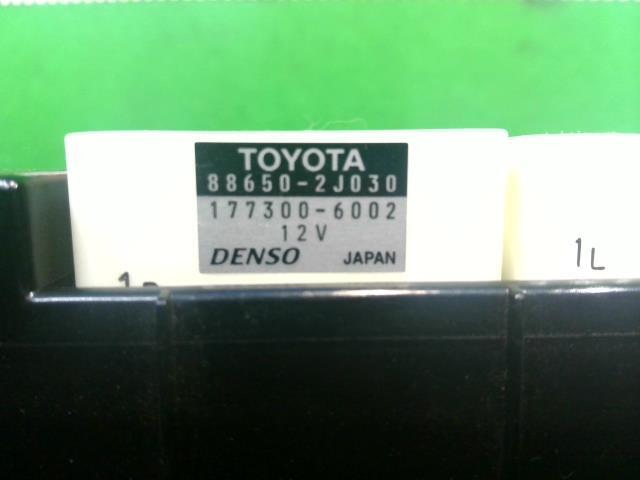 TOYOTA
88650-2J030
177300-6002
12V
DENSO JAPAN
1L